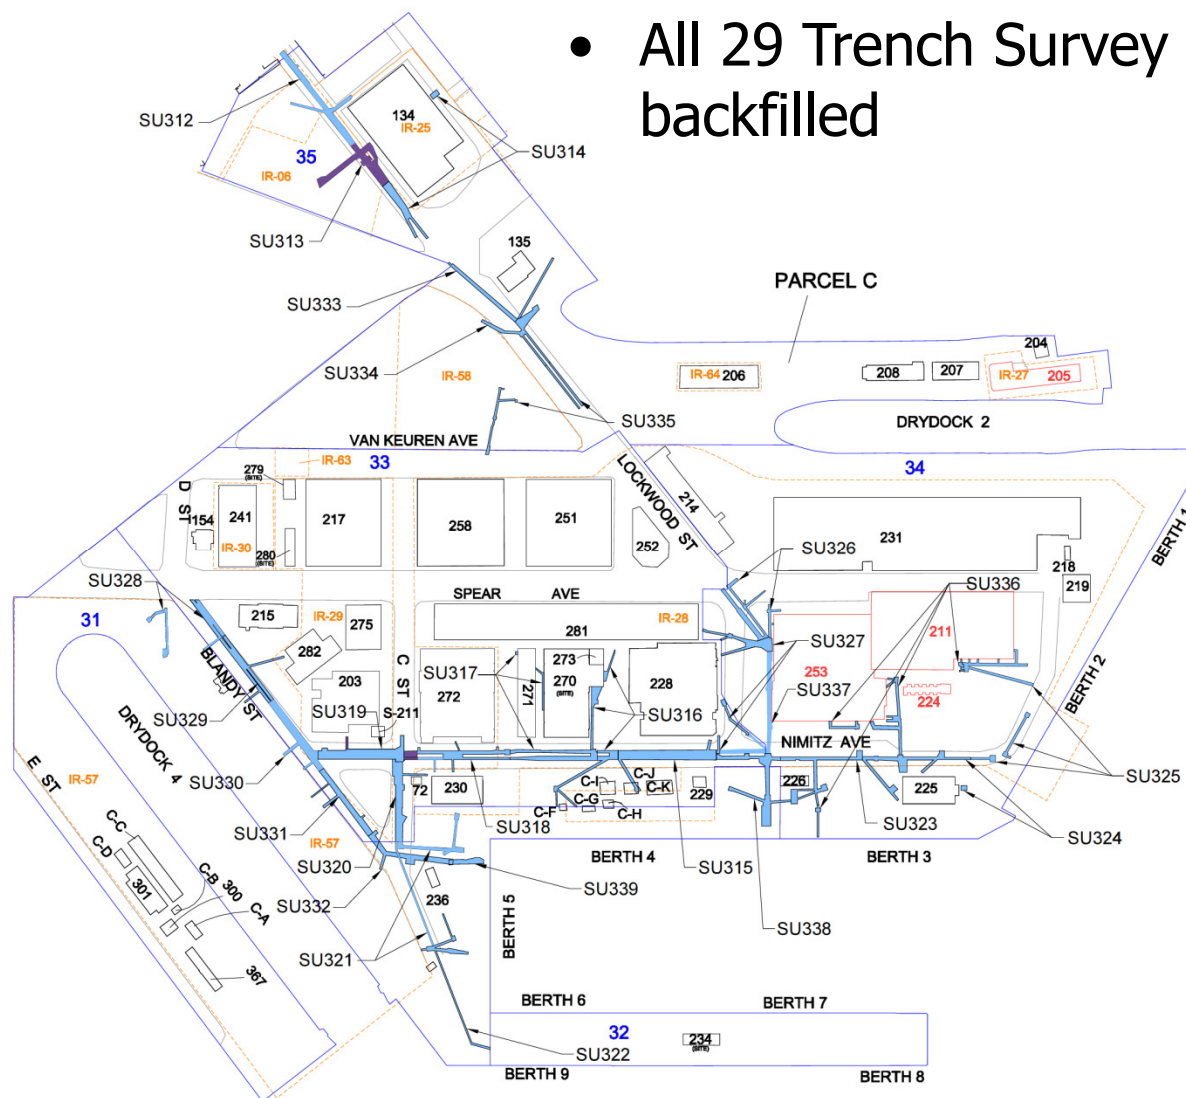 • All 29 Trench Survey
backfilled
134
IR-25
SU312
SU314
35
IR-06
SU313
135
PARCEL C
SU333
204
SU334
IR-58
IR-64 206
208
207
IR-27
205
SU335
DRYDOCK 2
VAN KEUREN AVE
IR-63
33
34
279
(SITE)
LOCKWOOD ST
214
D ST
154
241
217
258
251
252
231
BERTH 1
IR-30
280
(SITE)
SU326
218
219
SU328
SPEAR AVE
SU336
31
215
IR-29
275
281
IR-28
211
282
BLANDY ST
C ST
SU317
273
SU327
203
272
271
270
(SITE)
228
253
SU337
224
BERTH 2
SU319
S-211
SU316
DRYDOCK 4
SU329
NIMITZ AVE
E ST
IR-57
SU330
72
230
C-I
C-J
C-K
229
226
225
SU325
C-F
C-G
C-H
SU331
IR-57
SU318
SU323
SU324
C-C
C-D
BERTH 4
BERTH 3
SU320
SU315
301
C-B
300
C-A
SU332
236
SU339
BERTH 5
SU338
SU321
367
BERTH 6
BERTH 7
32
234
(SITE)
SU322
BERTH 9
BERTH 8